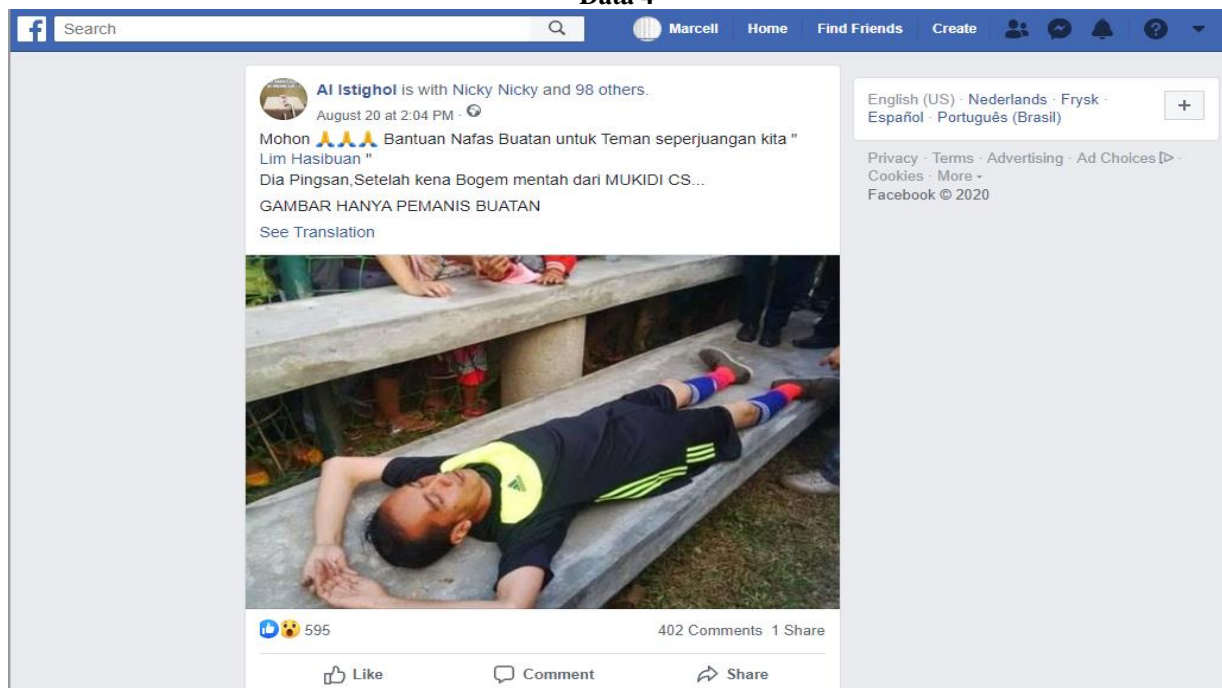 Data 4
f Search Marcell Home Find Friends Create
Al Istighol is with Nicky Nicky and 98 others.
August 20 at 2:04 PM ·
Mohon 🙏🙏🙏 Bantuan Nafas Buatan untuk Teman seperjuangan kita "
Lim Hasibuan "
Dia Pingsan,Setelah kena Bogem mentah dari MUKIDI CS...
GAMBAR HANYA PEMANIS BUATAN
See Translation
595 402 Comments 1 Share
Like Comment Share
English (US) · Nederlands · Frysk ·
Español · Português (Brasil)
Privacy · Terms · Advertising · Ad Choices ·
Cookies · More
Facebook © 2020